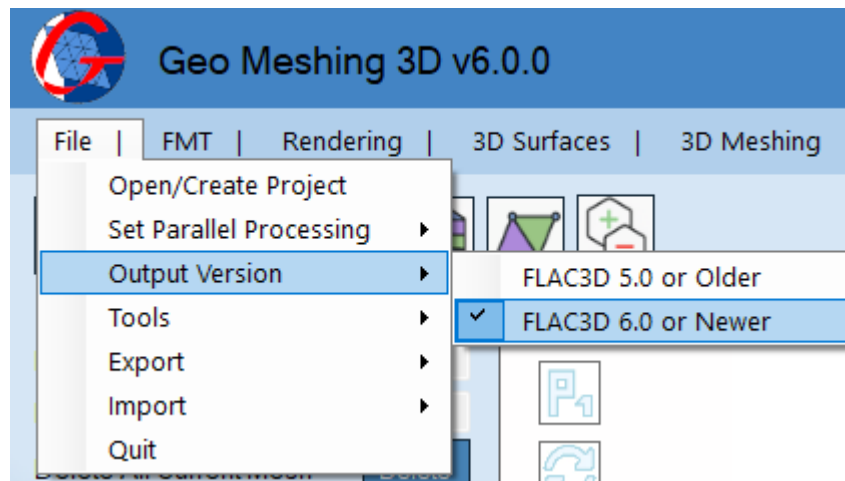 Geo Meshing 3D v6.0.0
File | FMT | Rendering | 3D Surfaces | 3D Meshing
Open/Create Project
Set Parallel Processing
Output Version
FLAC3D 5.0 or Older
Tools
FLAC3D 6.0 or Newer
Export
Import
P1
Quit